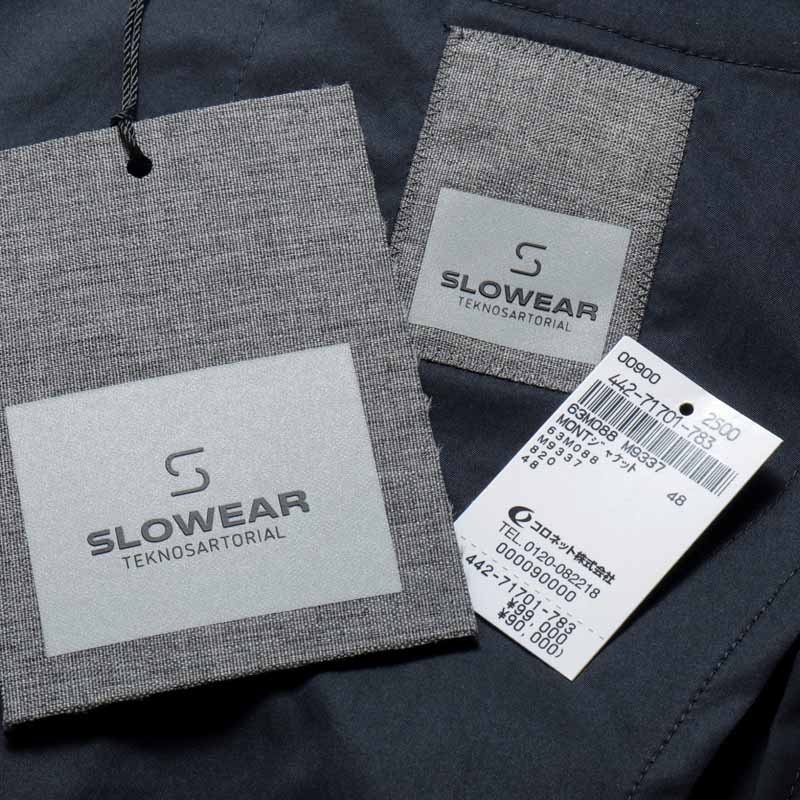 SLOWEAR
TEKNOSARTORIAL
SLOWEAR
TEKNOSARTORIAL
00900
442-71701-783
2500
63M088 M9337
MONTジャケット 48
63M088
M9337
820
48
コロネット株式会社
TEL.0120-082218
000090000
442-71701-783
¥99,000
¥90,000)